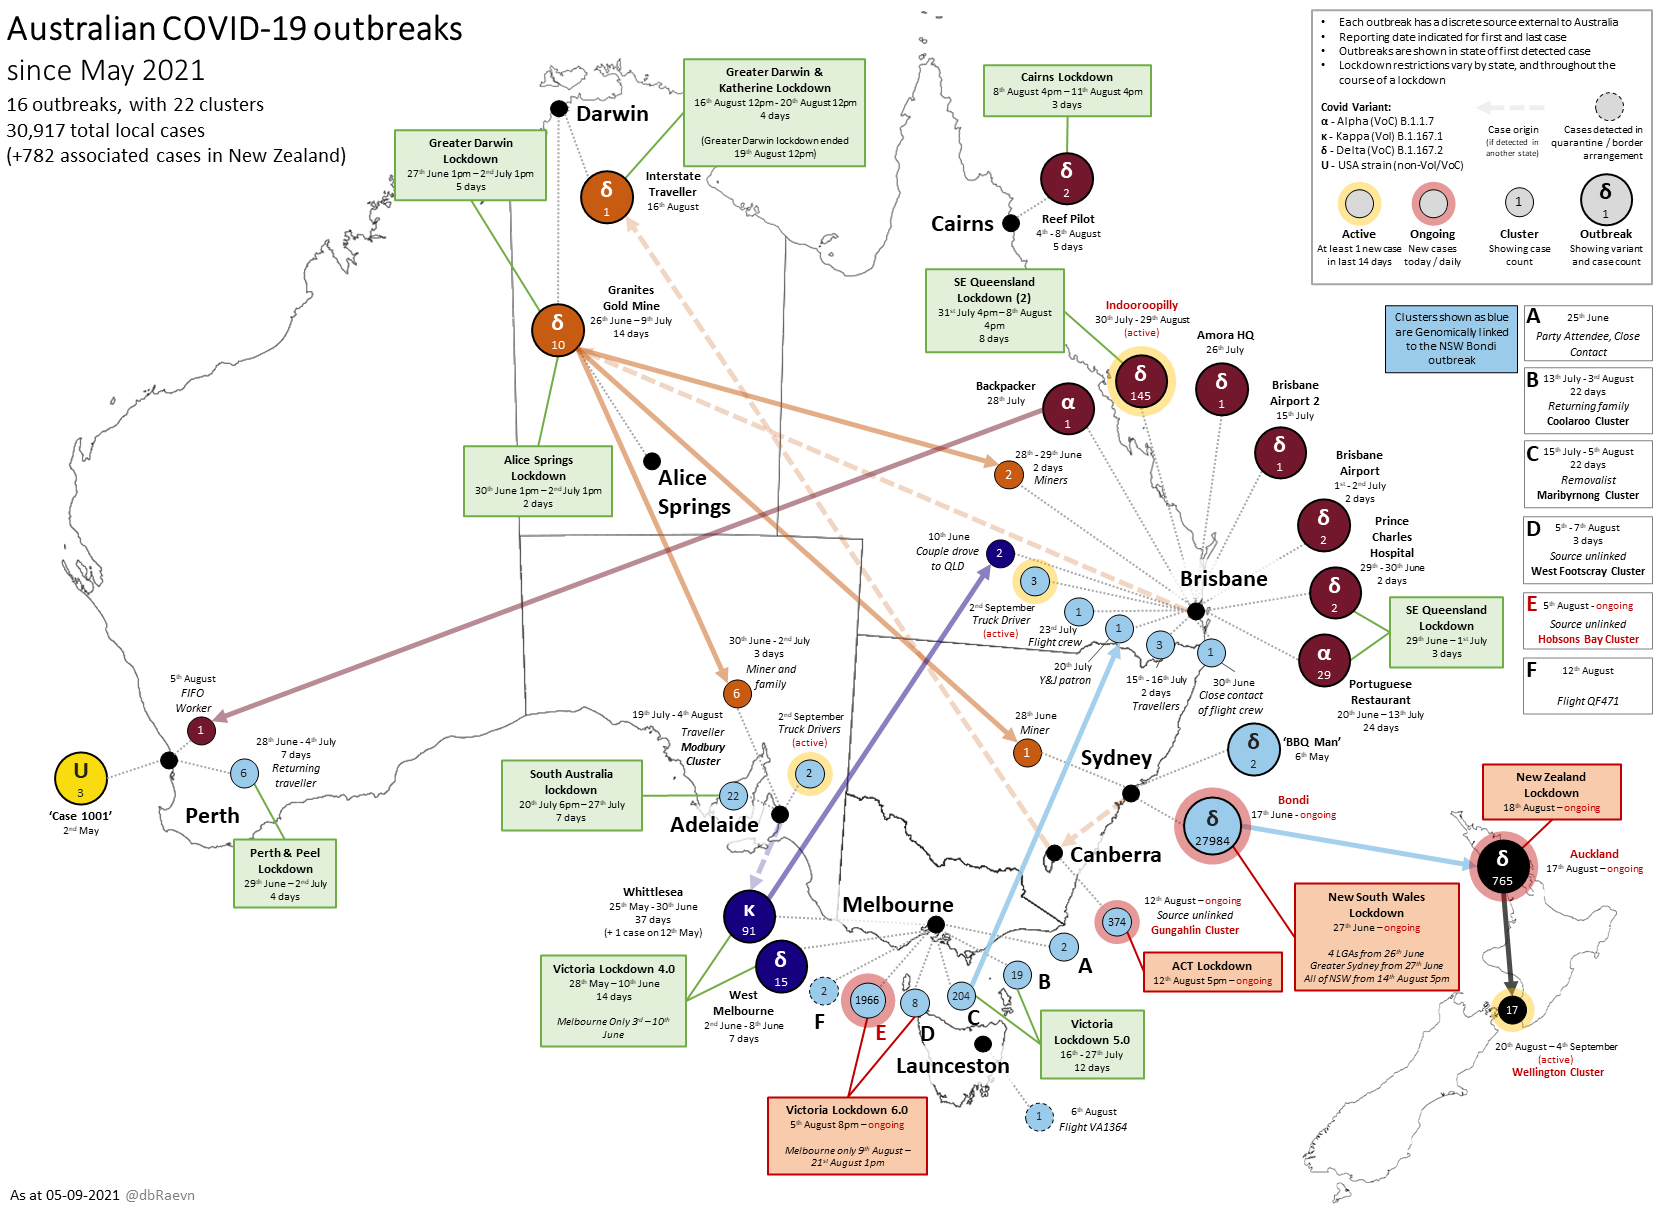 Australian COVID-19 outbreaks
since May 2021
16 outbreaks, with 22 clusters
30,917 total local cases
(+782 associated cases in New Zealand)
• Each outbreak has a discrete source external to Australia
• Reporting date indicated for first and last case
• Outbreaks are shown in state of first detected case
• Lockdown restrictions vary by state, and throughout the
course of a lockdown
Covid Variant:
α - Alpha (VoC) B.1.1.7
κ - Kappa (VoI) B.1.167.1
δ - Delta (VoC) B.1.167.2
U - USA strain (non-VoI/VoC)
Case origin
(if detected in
another state)
Cases detected in
quarantine / border
arrangement
Active
At least 1 new case
in last 14 days
Ongoing
New cases
today / daily
1
Cluster
Showing case
count
δ
1
Outbreak
Showing variant
and case count
Greater Darwin &
Katherine Lockdown
16th August 12pm - 20th August 12pm
4 days
(Greater Darwin lockdown ended
19th August 12pm)
Cairns Lockdown
8th August 4pm – 11th August 4pm
3 days
Darwin
Greater Darwin
Lockdown
27th June 1pm – 2nd July 1pm
5 days
δ
1
Interstate
Traveller
16th August
δ
2
Cairns
Reef Pilot
4th - 8th August
5 days
δ
10
Granites
Gold Mine
26th June – 9th July
14 days
SE Queensland
Lockdown (2)
31st July 4pm – 8th August
4pm
8 days
Indooroopilly
30th July - 29th August
(active)
δ
145
Amora HQ
26th July
δ
1
Clusters shown as blue
are Genomically linked
to the NSW Bondi
outbreak
A
25th June
Party Attendee, Close
Contact
B
13th July - 3rd August
22 days
Returning family
Coolaroo Cluster
C
15th July - 5th August
22 days
Removalist
Maribyrnong Cluster
D
5th - 7th August
3 days
Source unlinked
West Footscray Cluster
E
5th August - ongoing
Source unlinked
Hobsons Bay Cluster
F
12th August
Flight QF471
Backpacker
28th July
α
1
Brisbane
Airport 2
15th July
δ
1
Alice Springs
Lockdown
30th June 1pm – 2nd July 1pm
2 days
Alice
Springs
2
28th - 29th June
2 days
Miners
Brisbane
Airport
1st - 2nd July
2 days
δ
2
Prince
Charles
Hospital
29th - 30th June
2 days
δ
2
10th June
Couple drove
to QLD
2
3
2nd September
Truck Driver
(active)
Brisbane
1
23rd July
Flight crew
1
20th July
Y&J patron
3
15th - 16th July
2 days
Travellers
1
30th June
Close contact
of flight crew
SE Queensland
Lockdown
29th June – 1st July
3 days
α
29
Portuguese
Restaurant
20th June – 13th July
24 days
30th June - 2nd July
3 days
Miner and
family
6
5th August
FIFO
Worker
1
28th June - 4th July
7 days
Returning
traveller
6
U
3
'Case 1001'
2nd May
Perth
Perth & Peel
Lockdown
29th June – 2nd July
4 days
19th July - 4th August
Traveller
Modbury
Cluster
22
2nd September
Truck Drivers
(active)
2
South Australia
lockdown
20th July 6pm – 27th July
7 days
Adelaide
28th June
Miner
1
Sydney
δ
2
'BBQ Man'
6th May
Bondi
17th June - ongoing
δ
27984
New Zealand
Lockdown
18th August – ongoing
δ
765
Auckland
17th August – ongoing
Canberra
12th August – ongoing
Source unlinked
Gungahlin Cluster
374
ACT Lockdown
12th August 5pm – ongoing
New South Wales
Lockdown
27th June – ongoing
4 LGAs from 26th June
Greater Sydney from 27th June
All of NSW from 14th August 5pm
17
20th August – 4th September
(active)
Wellington Cluster
Whittlesea
25th May - 30th June
37 days
(+ 1 case on 12th May)
κ
91
Melbourne
Victoria Lockdown 4.0
28th May – 10th June
14 days
Melbourne Only 3rd – 10th
June
δ
15
West
Melbourne
2nd June - 8th June
7 days
2
F
1966
E
8
D
204
C
19
B
2
A
Victoria
Lockdown 5.0
16th - 27th July
12 days
Launceston
1
6th August
Flight VA1364
Victoria Lockdown 6.0
5th August 8pm – ongoing
Melbourne only 9th August –
21st August 1pm
As at 05-09-2021 @dbRaevn